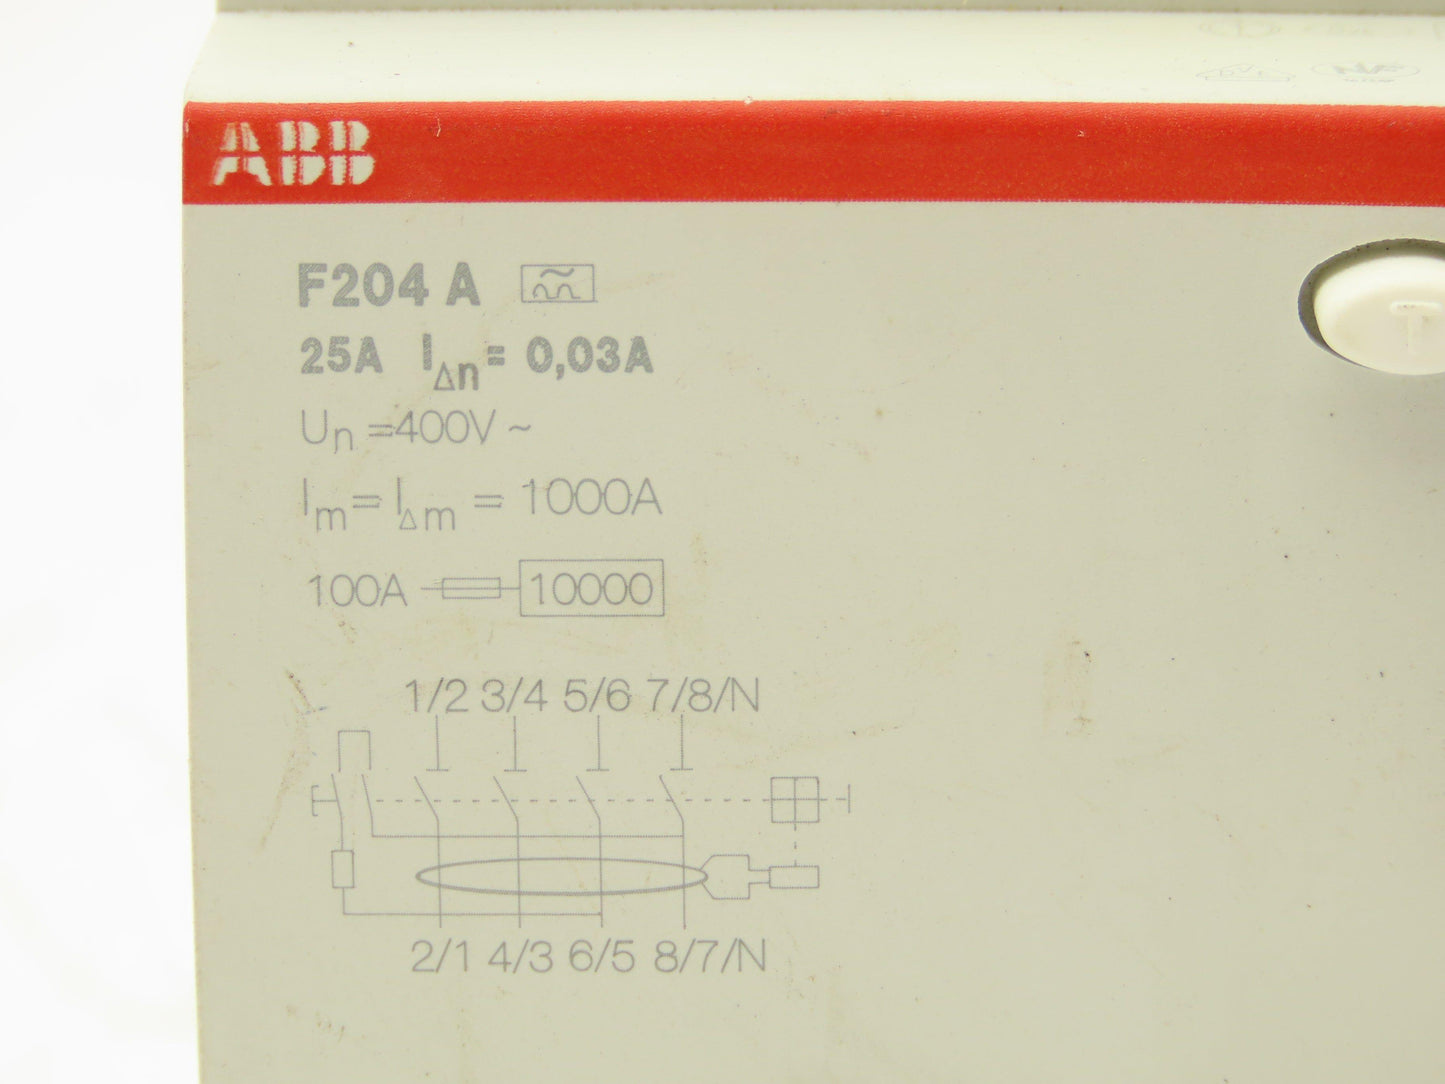 NF
ABB
F204 A
25A IΔn = 0,03A
T
Un =400V ~
Im = IΔm = 1000A
100A 10000
1/2 3/4 5/6 7/8/N
2/1 4/3 6/5 8/7/N